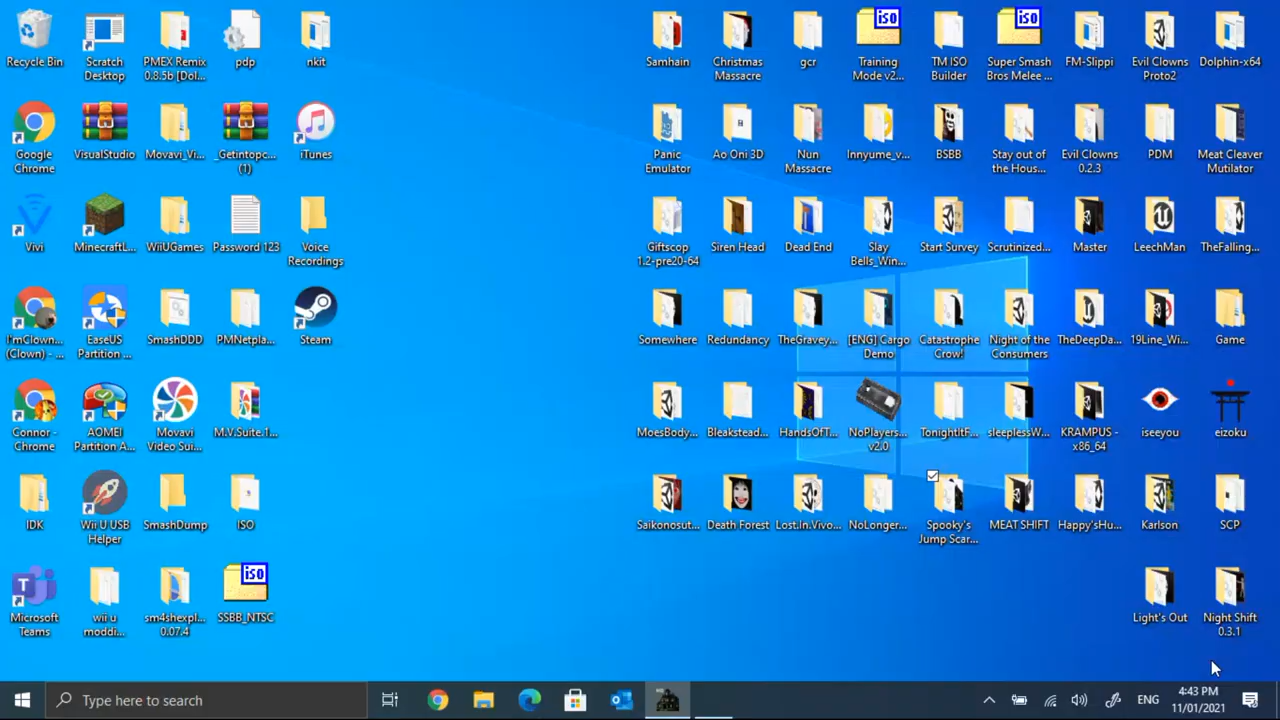 Recycle Bin
Scratch
Desktop
PMEX Remix
0.8.5b [Dol...
pdp
nkit
Samhain
Christmas
Massacre
gcr
iso
Training
Mode v2...
TM ISO
Builder
iso
Super Smash
Bros Melee ...
FM-Slippi
Evil Clowns
Proto2
Dolphin-x64
Google
Chrome
VisualStudio
Movavi_Vi...
_Getintopc...
(1)
iTunes
Panic
Emulator
Ao Oni 3D
Nun
Massacre
Innyume_v...
BSBB
Stay out of
the Hous...
Evil Clowns
0.2.3
PDM
Meat Cleaver
Mutilator
Vivi
MinecraftL...
WiiUGames
Password 123
Voice
Recordings
Giftscop
1.2-pre20-64
Siren Head
Dead End
Slay
Bells_Win...
Start Survey
Scrutinized...
Master
LeechMan
TheFalling...
I'mClown...
(Clown) - ...
EaseUS
Partition ...
SmashDDD
PMNetpla...
Steam
Somewhere
Redundancy
TheGravey...
[ENG] Cargo
Demo
Catastrophe
Crow!
Night of the
Consumers
TheDeepDa...
19Line_Wi...
Game
Connor -
Chrome
AOMEI
Partition A...
Movavi
Video Sui...
M.V.Suite.1...
MoesBody...
Bleakstead...
HandsOfT...
NoPlayers...
v2.0
TonightItF...
sleeplessW...
KRAMPUS -
x86_64
iseeyou
eizoku
IDK
Wii U USB
Helper
SmashDump
ISO
Saikonosut...
Death Forest
Lost.In.Vivo...
NoLonger...
Spooky's
Jump Scar...
MEAT SHIFT
Happy'sHu...
Karlson
SCP
Microsoft
Teams
wii u
moddi...
sm4shexpl...
0.07.4
iso
SSBB_NTSC
Light's Out
Night Shift
0.3.1
Type here to search
ENG
4:43 PM
11/01/2021